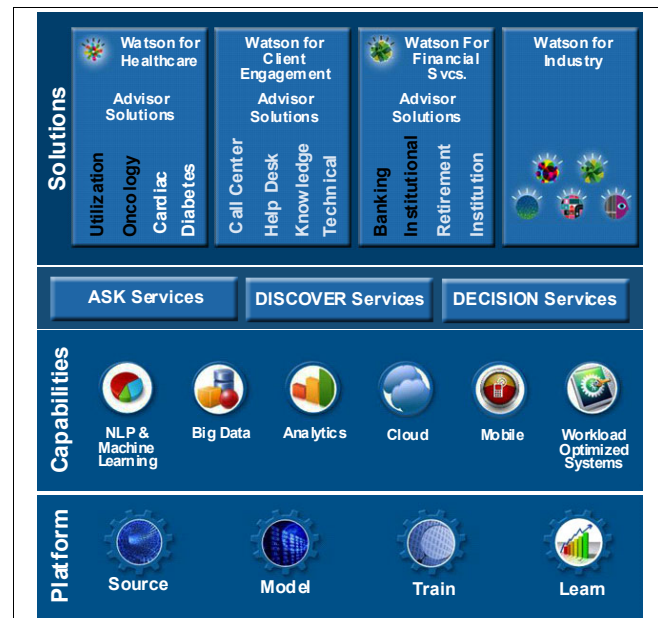 Solutions
Watson for
Healthcare
Advisor
Solutions
Utilization
Oncology
Cardiac
Diabetes
Watson for
Client
Engagement
Advisor
Solutions
Call Center
Help Desk
Knowledge
Technical
Watson For
Financial
Svcs.
Advisor
Solutions
Banking
Institutional
Retirement
Institution
Watson for
Industry
ASK Services
DISCOVER Services
DECISION Services
Capabilities
NLP &
Machine
Learning
Big Data
Analytics
Cloud
Mobile
Workload
Optimized
Systems
Platform
Source
Model
Train
Learn